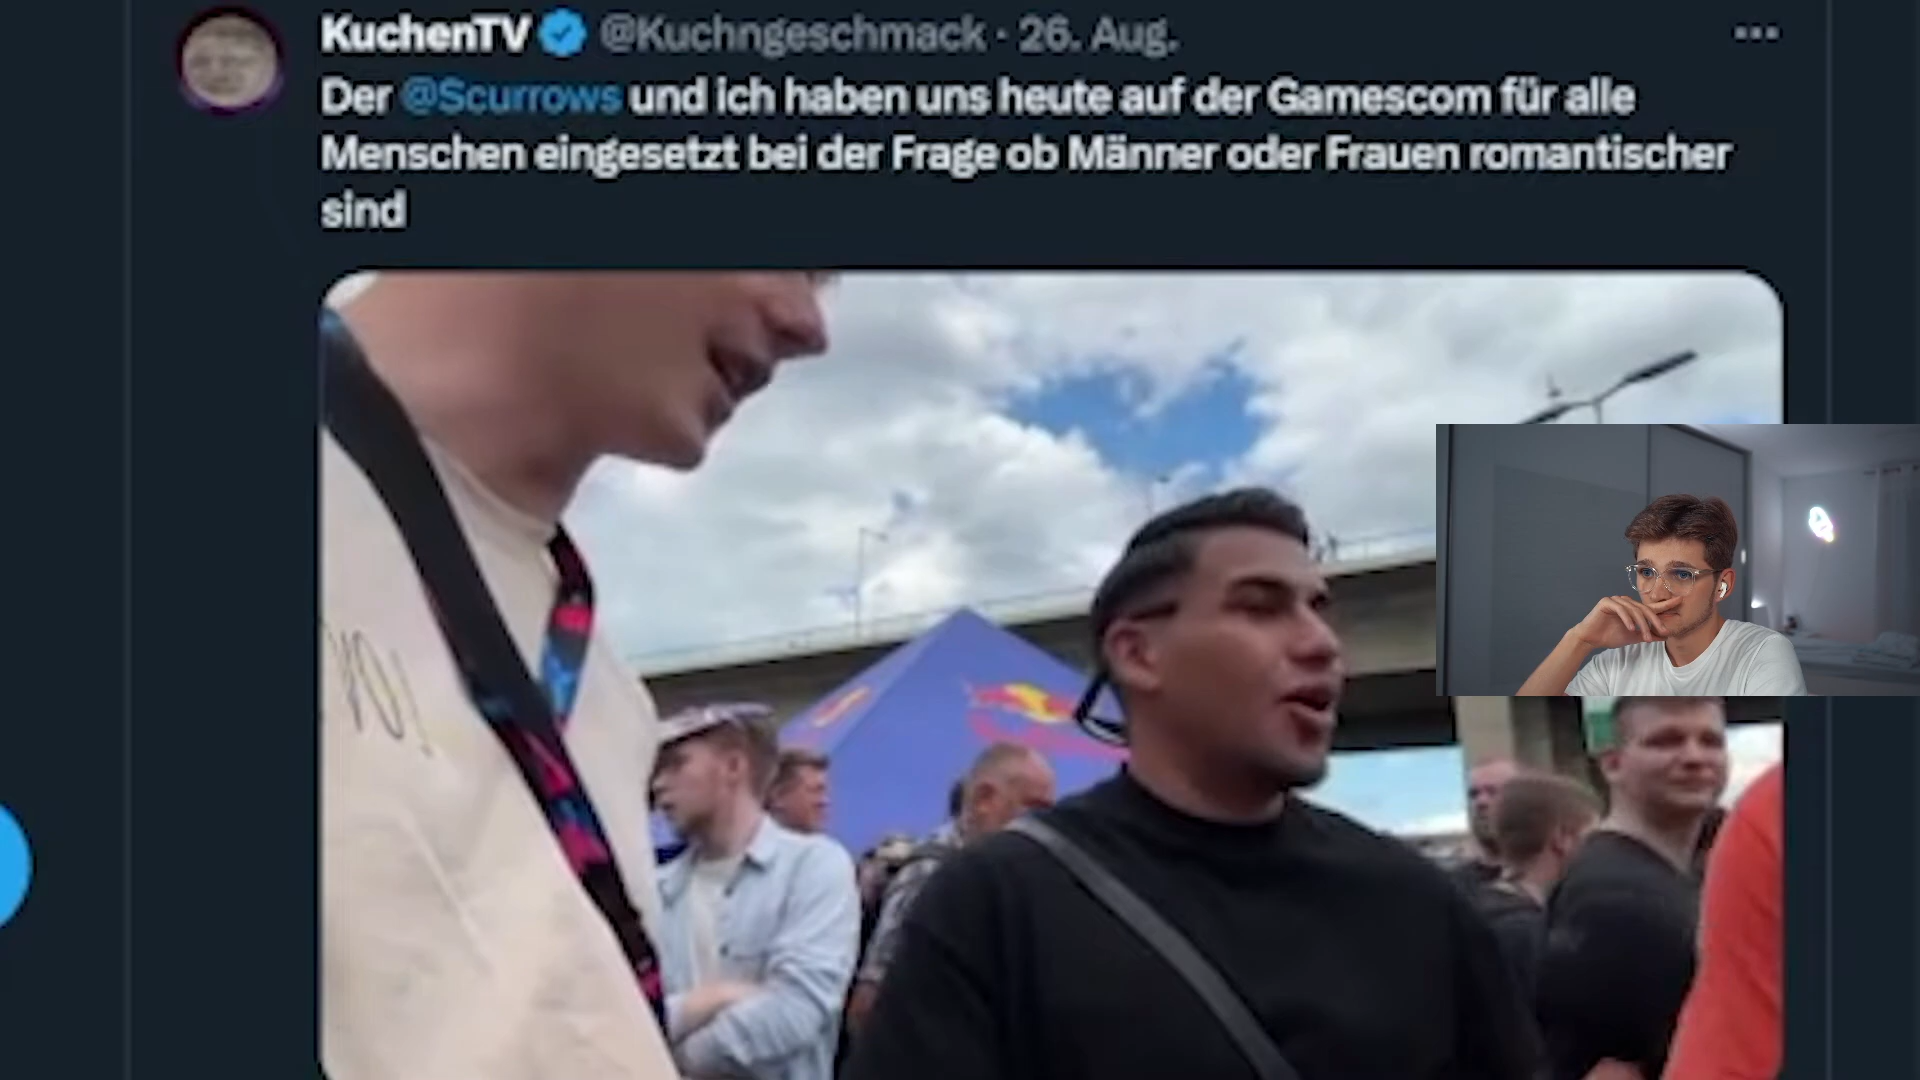 KuchenTV @Kuchngeschmack · 26. Aug.
Der @Scurrows und ich haben uns heute auf der Gamescom für alle
Menschen eingesetzt bei der Frage ob Männer oder Frauen romantischer
sind